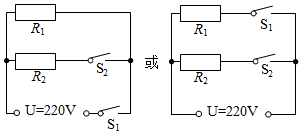 R1
R2 S2
U=220V S1
或
R1 S1
R2 S2
U=220V